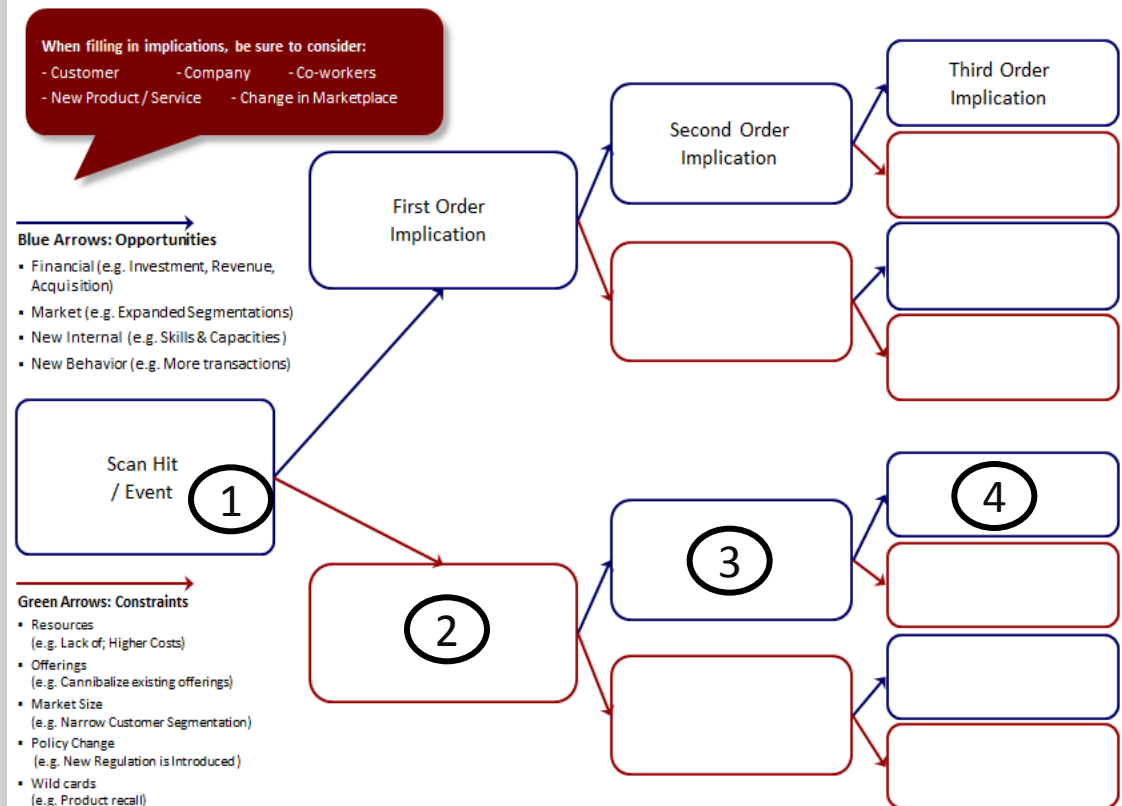 When filling in implications, be sure to consider:
- Customer - Company - Co-workers
- New Product / Service - Change in Marketplace
Blue Arrows: Opportunities
▪ Financial (e.g. Investment, Revenue,
Acquisition)
▪ Market (e.g. Expanded Segmentations)
▪ New Internal (e.g. Skills & Capacities)
▪ New Behavior (e.g. More transactions)
Scan Hit
/ Event
1
Green Arrows: Constraints
▪ Resources
(e.g. Lack of; Higher Costs)
▪ Offerings
(e.g. Cannibalize existing offerings)
▪ Market Size
(e.g. Narrow Customer Segmentation)
▪ Policy Change
(e.g. New Regulation is Introduced)
▪ Wild cards
(e.g. Product recall)
First Order
Implication
2
Second Order
Implication
3
Third Order
Implication
4